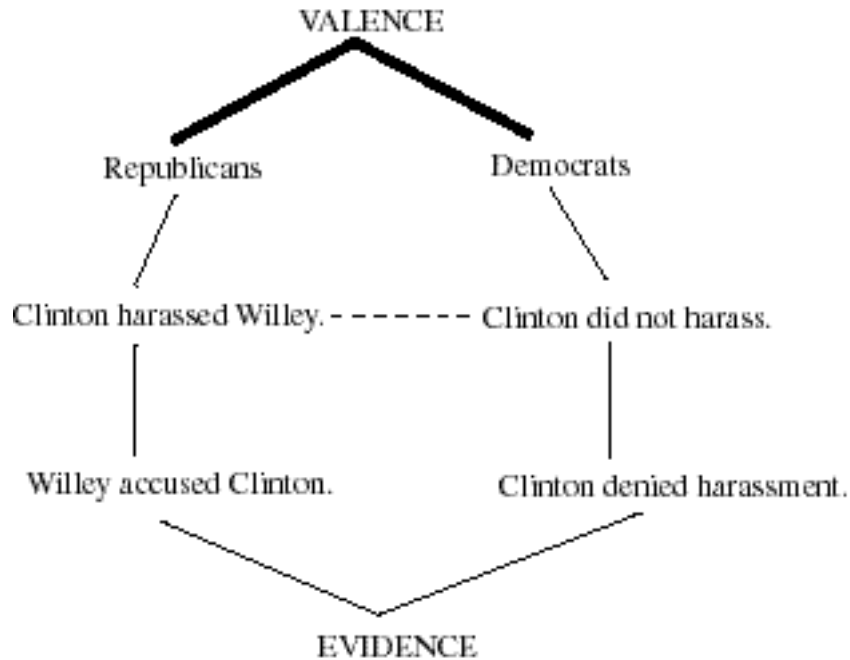 VALENCE
Republicans
Democrats
Clinton harassed Willey.
Clinton did not harass.
Willey accused Clinton.
Clinton denied harassment.
EVIDENCE